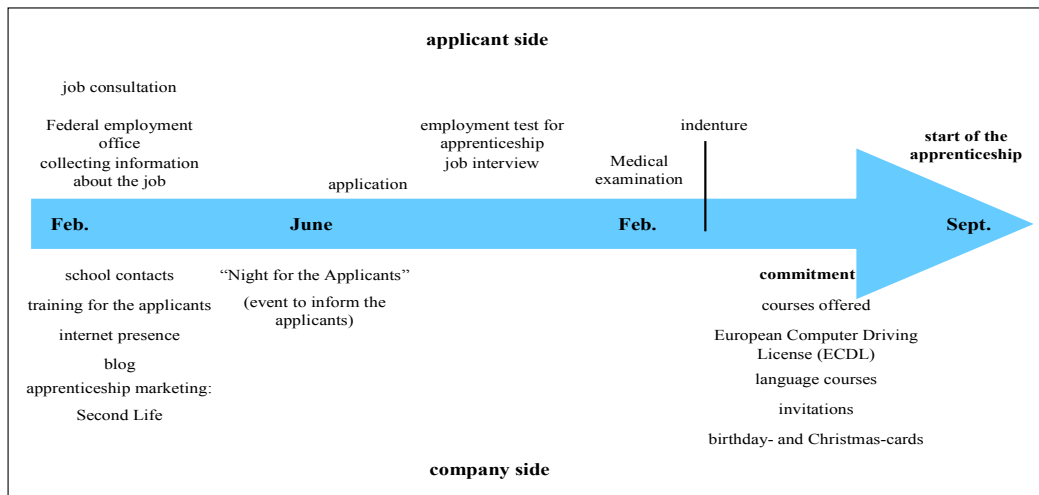 applicant side
job consultation
Federal employment
office
collecting information
about the job
application
employment test for
apprenticeship
job interview
Medical
examination
indenture
start of the
apprenticeship
Feb.
June
Feb.
Sept.
school contacts
training for the applicants
internet presence
blog
apprenticeship marketing:
Second Life
“Night for the Applicants”
(event to inform the
applicants)
commitment
courses offered
European Computer Driving
License (ECDL)
language courses
invitations
birthday- and Christmas-cards
company side